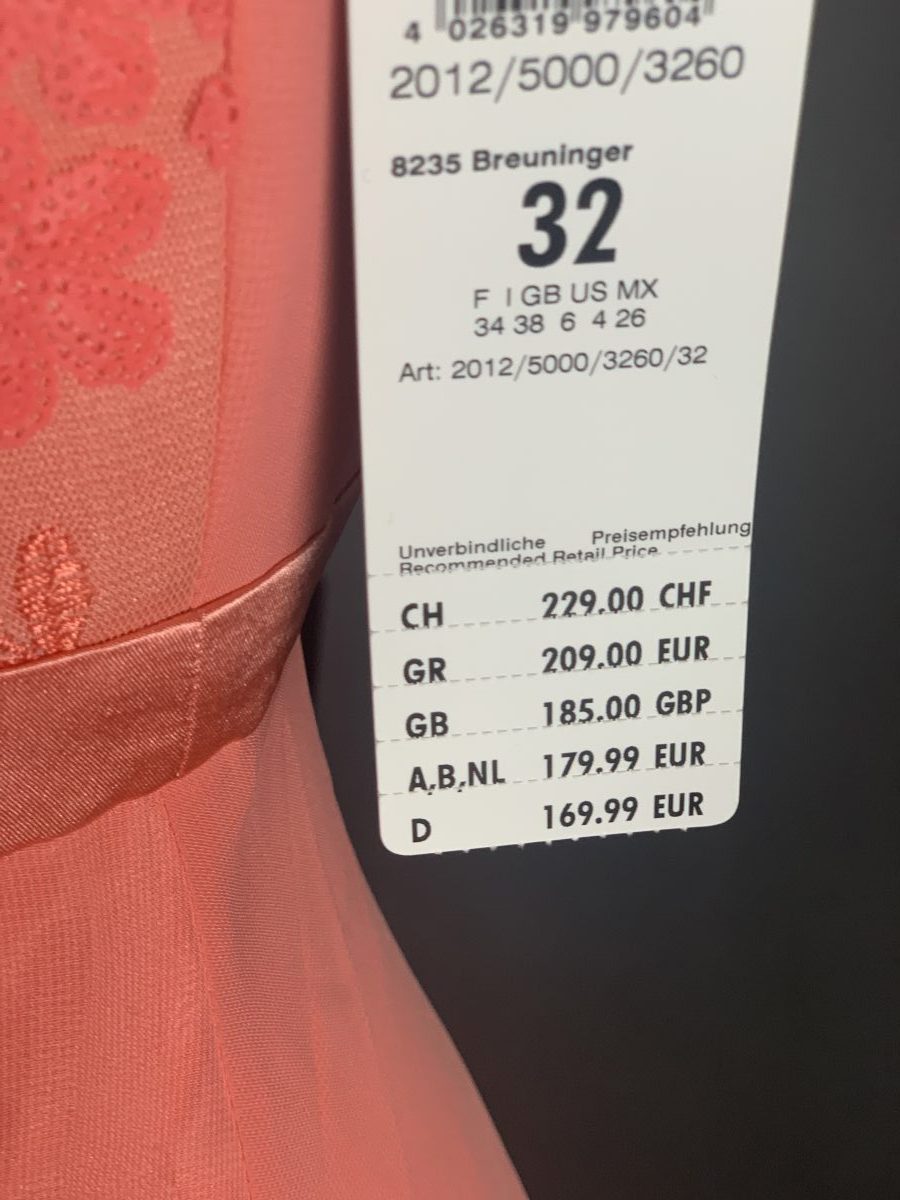 4 026319 979604
2012/5000/3260
8235 Breuninger
32
F I GB US MX
34 38 6 4 26
Art: 2012/5000/3260/32
Unverbindliche Preisempfehlung
Recommended Retail Price
CH 229.00 CHF
GR 209.00 EUR
GB 185.00 GBP
A,B,NL 179.99 EUR
D 169.99 EUR